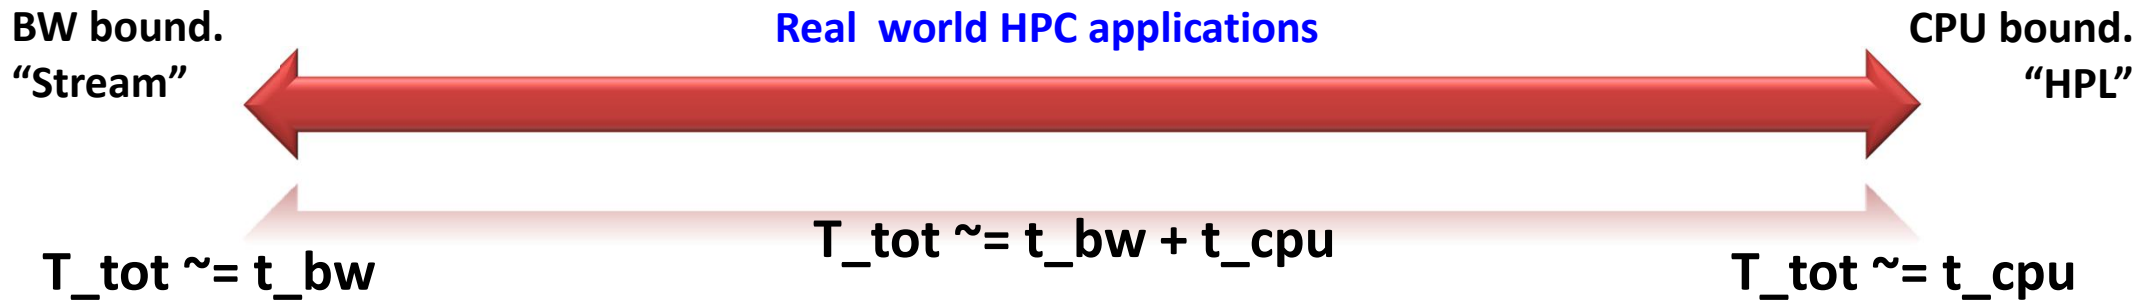 BW bound.
“Stream”
Real world HPC applications
CPU bound.
“HPL”
T_tot ~= t_bw
T_tot ~= t_bw + t_cpu
T_tot ~= t_cpu